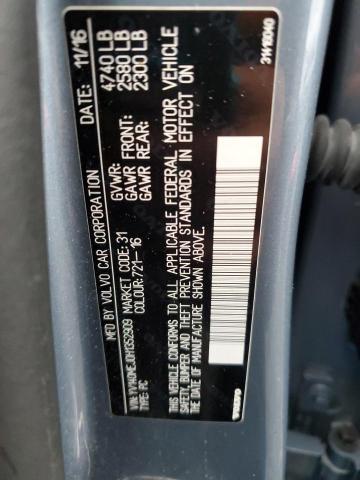 MFD BY VOLVO CAR CORPORATION DATE: 11/16
GVWR: 4740 LB
GAWR FRONT: 2580 LB
GAWR REAR: 2300 LB
MARKET CODE: 31
COLOUR: 721-16
TYPE: PC
THIS VEHICLE CONFORMS TO ALL APPLICABLE FEDERAL MOTOR VEHICLE
SAFETY, BUMPER AND THEFT PREVENTION STANDARDS IN EFFECT ON
THE DATE OF MANUFACTURE SHOWN ABOVE.